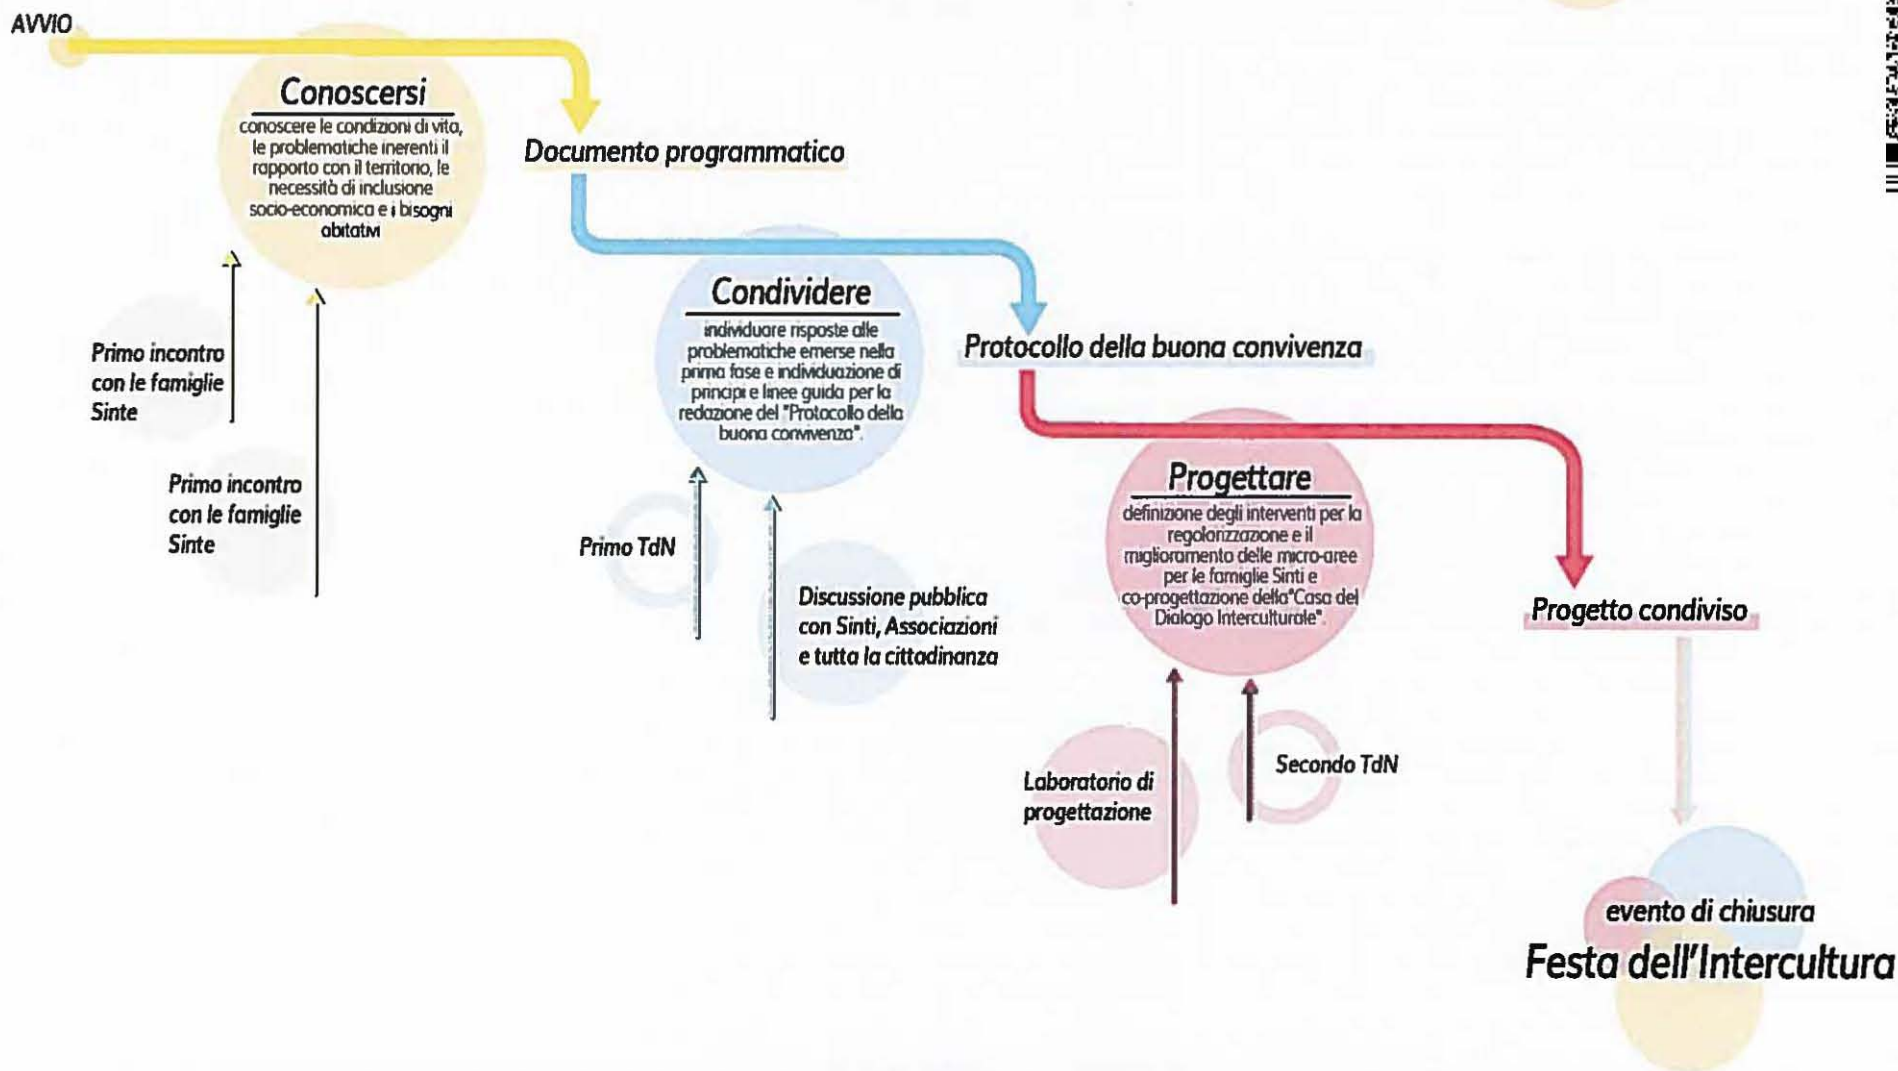 AVVIO
Conoscersi
conoscere le condizioni di vita,
le problematiche inerenti il
rapporto con il territorio, le
necessità di inclusione
socio-economica e i bisogni
abitativi
Documento programmatico
Primo incontro
con le famiglie
Sinte
Primo incontro
con le famiglie
Sinte
Condividere
individuare risposte alle
problematiche emerse nella
prima fase e individuazione di
principi e linee guida per la
redazione del "Protocollo della
buona convivenza".
Protocollo della buona convivenza
Primo TdN
Discussione pubblica
con Sinti, Associazioni
e tutta la cittadinanza
Progettare
definizione degli interventi per la
regolarizzazione e il
miglioramento delle micro-aree
per le famiglie Sinti e
co-progettazione della"Casa del
Dialogo Interculturale".
Progetto condiviso
Laboratorio di
progettazione
Secondo TdN
evento di chiusura
Festa dell'Intercultura